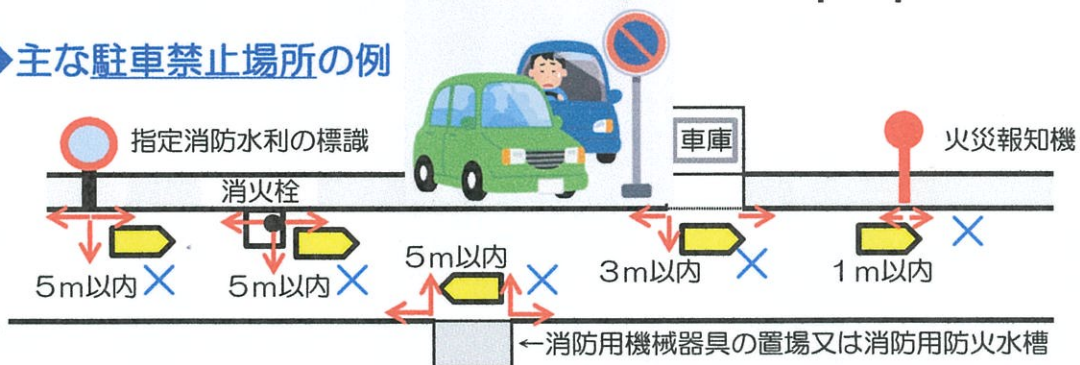 ◆主な駐車禁止場所の例
指定消防水利の標識
車庫
火災報知機
消火栓
5m以内
5m以内
5m以内
3m以内
1m以内
←消防用機械器具の置場又は消防用防火水槽